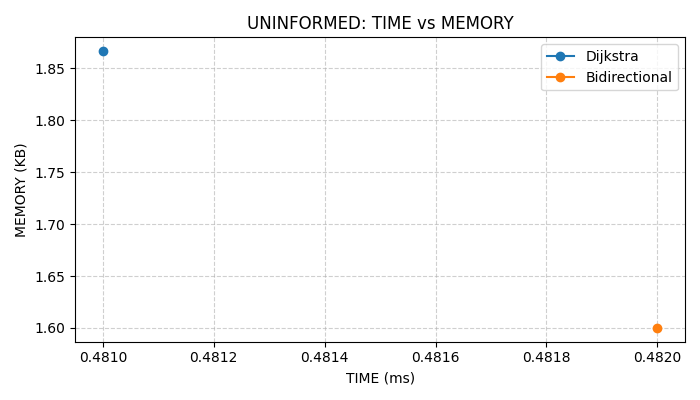 UNINFORMED: TIME vs MEMORY
Dijkstra
Bidirectional
MEMORY (KB)
1.85
1.80
1.75
1.70
1.65
1.60
0.4810 0.4812 0.4814 0.4816 0.4818 0.4820
TIME (ms)